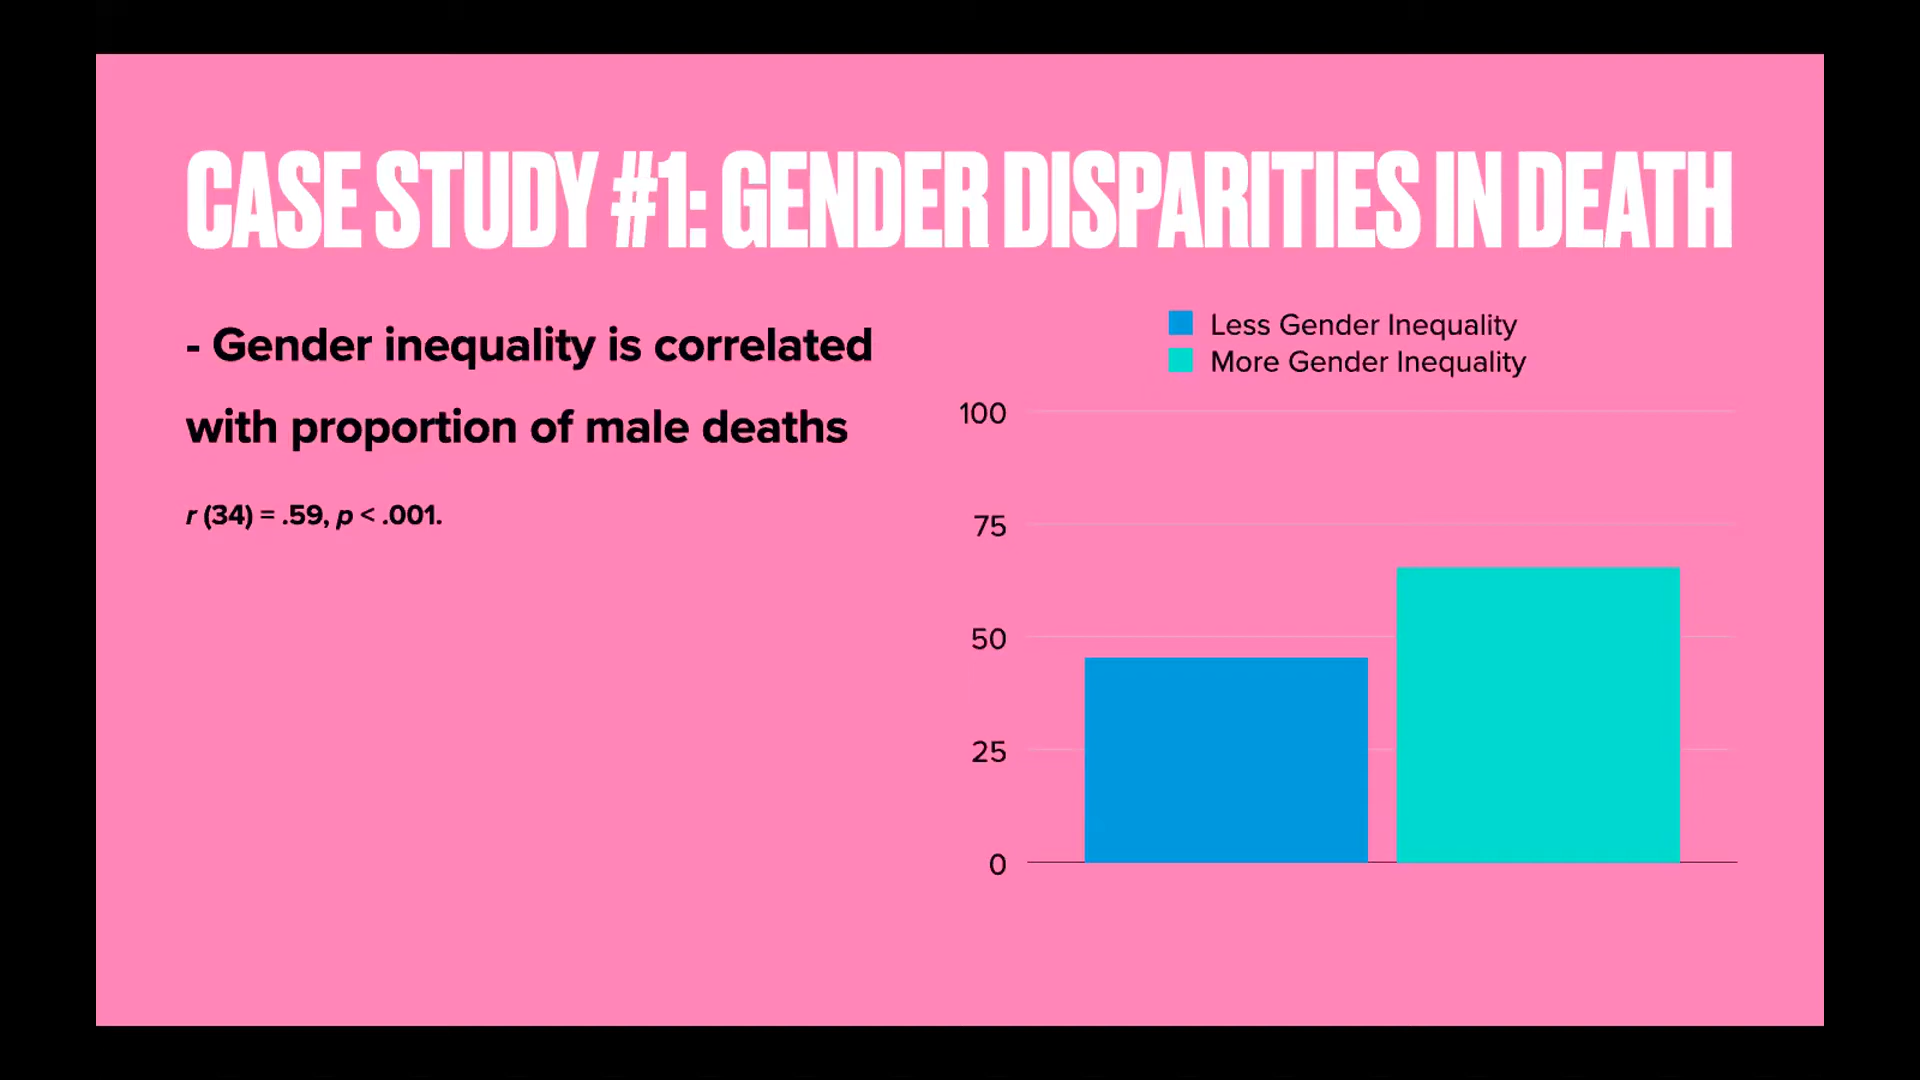 CASE STUDY #1: GENDER DISPARITIES IN DEATH
- Gender inequality is correlated
with proportion of male deaths
r (34) = .59, p < .001.
Less Gender Inequality
More Gender Inequality
100
75
50
25
0